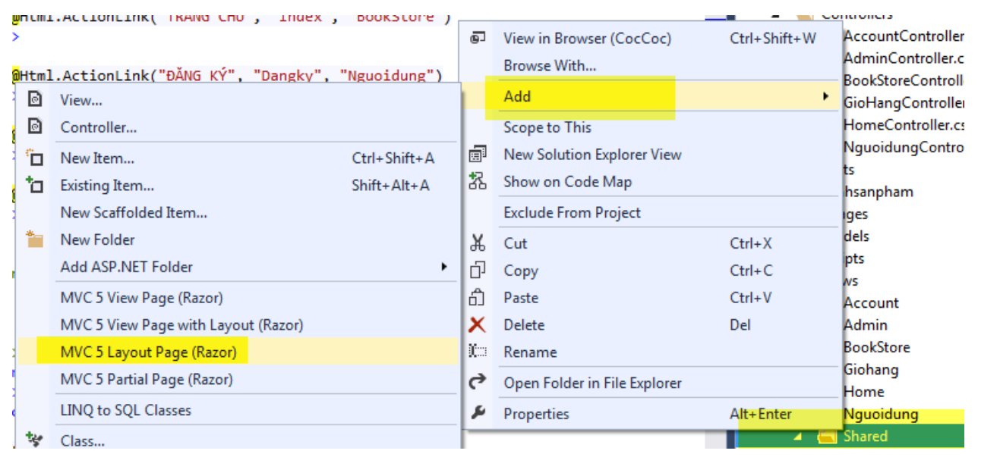 @Html.ActionLink("TRANG CHỦ", "Index", "BookStore")
>
@Html.ActionLink("ĐĂNG KÝ", "Dangky", "Nguoidung")
View...
Controller...
New Item... Ctrl+Shift+A
Existing Item... Shift+Alt+A
New Scaffolded Item...
New Folder
Add ASP.NET Folder
MVC 5 View Page (Razor)
MVC 5 View Page with Layout (Razor)
MVC 5 Layout Page (Razor)
MVC 5 Partial Page (Razor)
LINQ to SQL Classes
Class...
View in Browser (CocCoc) Ctrl+Shift+W
Browse With...
Add
Scope to This
New Solution Explorer View
Show on Code Map
Exclude From Project
Cut Ctrl+X
Copy Ctrl+C
Paste Ctrl+V
Delete Del
Rename
Open Folder in File Explorer
Properties Alt+Enter
Controllers
AccountController
AdminController.c
BookStoreControll
GioHangController
HomeController.cs
NguoidungContro
ts
hsanpham
ges
dels
ipts
ws
Account
Admin
BookStore
Giohang
Home
Nguoidung
Shared